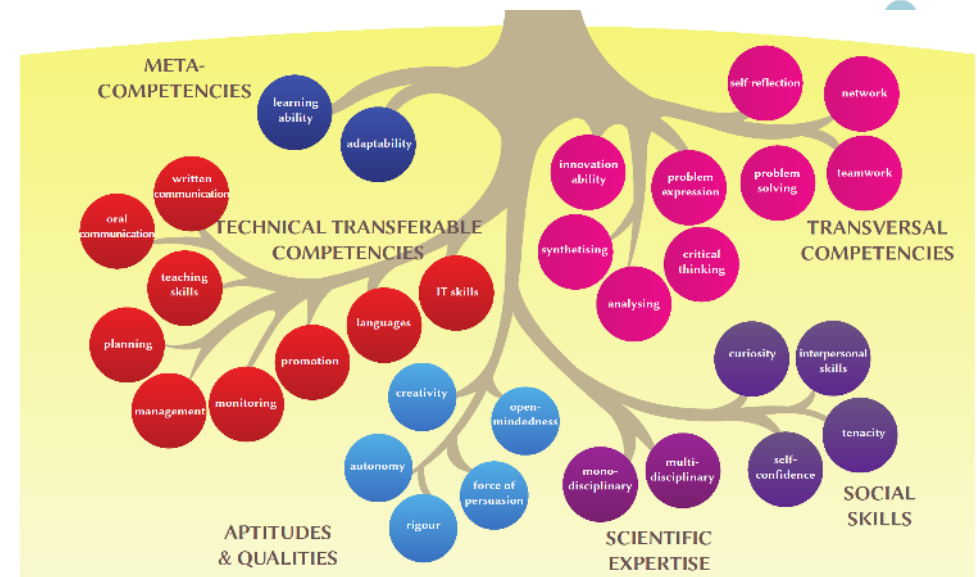 META-
COMPETENCIES
learning
ability
adaptability
written
communication
oral
communication
TECHNICAL TRANSFERABLE
COMPETENCIES
teaching
skills
planning
management
monitoring
promotion
languages
IT skills
self-reflection
network
innovation
ability
problem
expression
problem
solving
teamwork
synthetising
critical
thinking
analysing
TRANSVERSAL
COMPETENCIES
creativity
open-
mindedness
autonomy
force of
persuasion
rigour
APTITUDES
& QUALITIES
mono-
disciplinary
multi-
disciplinary
SCIENTIFIC
EXPERTISE
curiosity
interpersonal
skills
tenacity
self-
confidence
SOCIAL
SKILLS